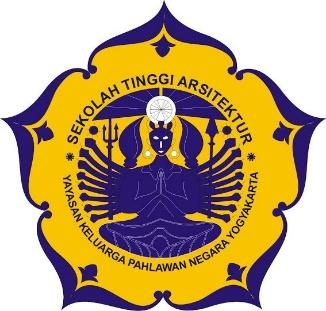 SEKOLAH TINGGI ARSITEKTUR
YAYASAN KELUARGA PAHLAWAN NEGARA YOGYAKARTA